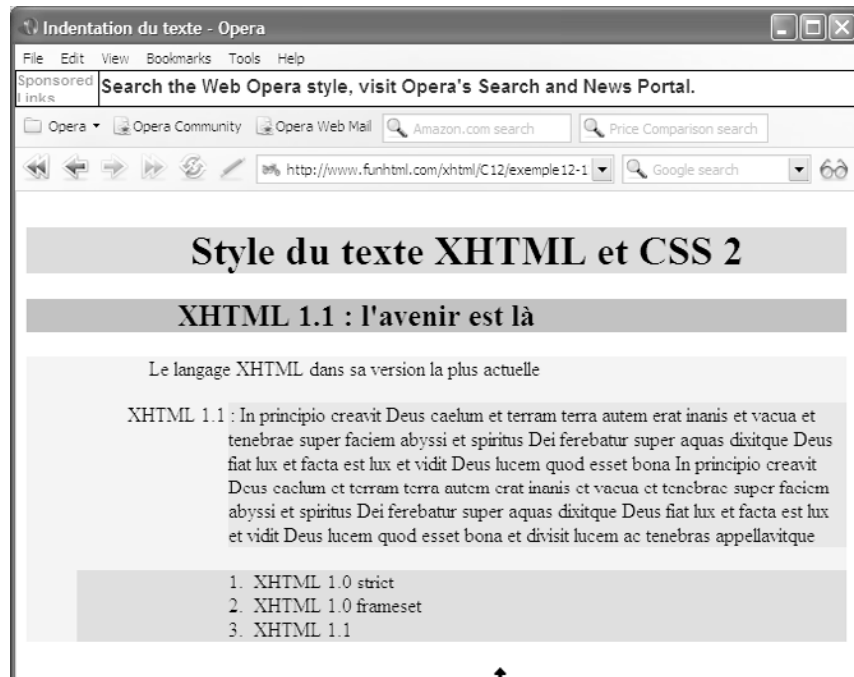 Indentation du texte - Opera
File Edit View Bookmarks Tools Help
Sponsored Links
Search the Web Opera style, visit Opera's Search and News Portal.
Opera Opera Community Opera Web Mail Amazon.com search Price Comparison search
http://www.funhtml.com/xhtml/C12/exemple12-1 Google search
Style du texte XHTML et CSS 2
XHTML 1.1 : l'avenir est là
Le langage XHTML dans sa version la plus actuelle
XHTML 1.1 : In principio creavit Deus caelum et terram terra autem erat inanis et vacua et
tenebrae super faciem abyssi et spiritus Dei ferebatur super aquas dixitque Deus
fiat lux et facta est lux et vidit Deus lucem quod esset bona In principio creavit
Deus caelum et terram terra autem erat inanis et vacua et tenebrae super faciem
abyssi et spiritus Dei ferebatur super aquas dixitque Deus fiat lux et facta est lux
et vidit Deus lucem quod esset bona et divisit lucem ac tenebras appellavitque
1. XHTML 1.0 strict
2. XHTML 1.0 frameset
3. XHTML 1.1